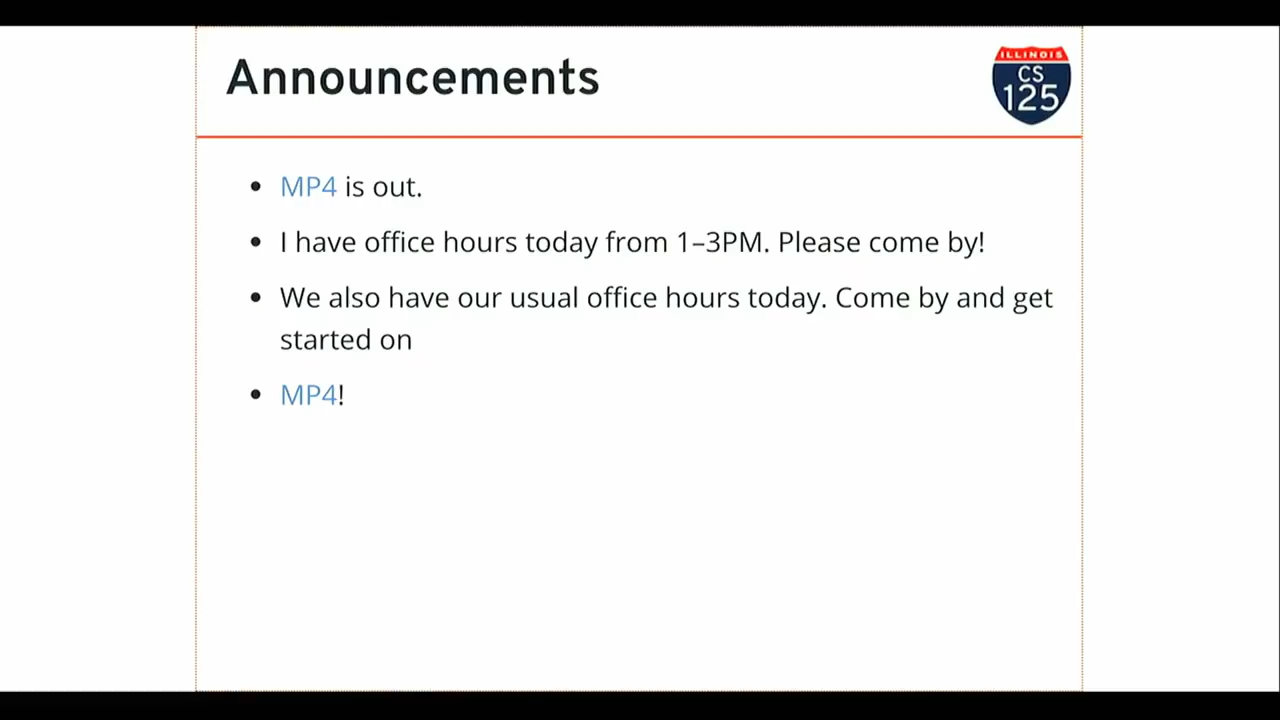 Announcements
ILLINOIS
CS
125
MP4 is out.
I have office hours today from 1–3PM. Please come by!
We also have our usual office hours today. Come by and get
started on
MP4!